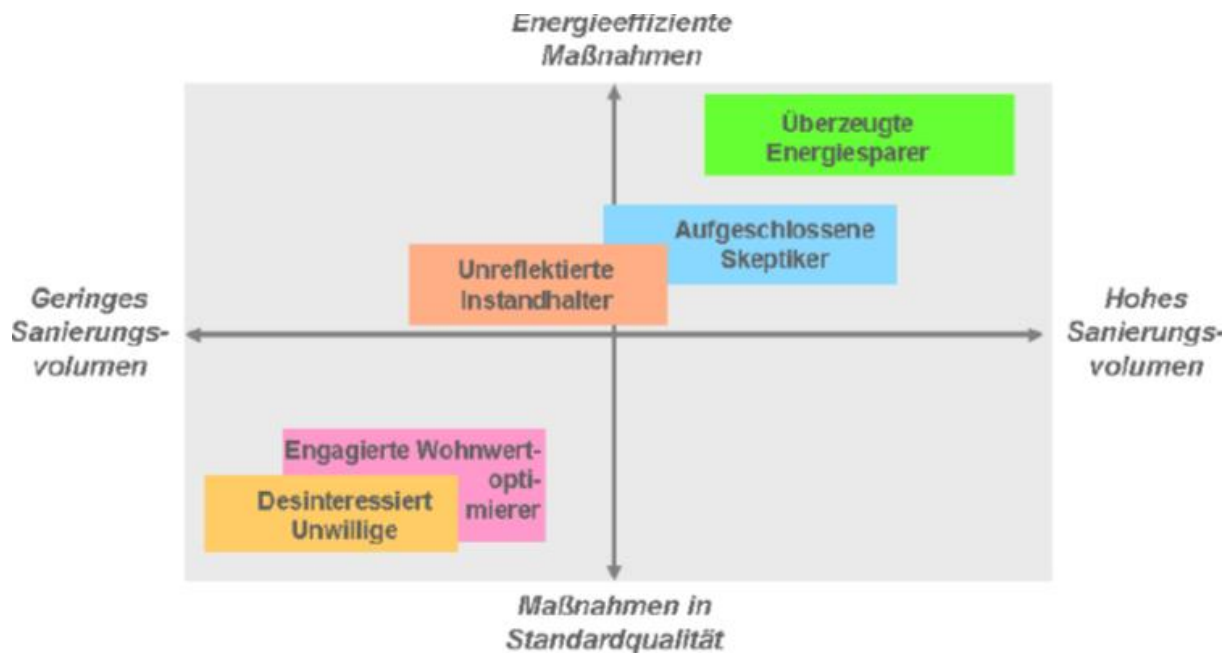 Energieeffiziente
Maßnahmen
Überzeugte
Energiesparer
Aufgeschlossene
Skeptiker
Unreflektierte
Instandhalter
Geringes
Sanierungs-
volumen
Hohes
Sanierungs-
volumen
Engagierte Wohnwert-
opti-
mierer
Desinteressiert
Unwillige
Maßnahmen in
Standardqualität